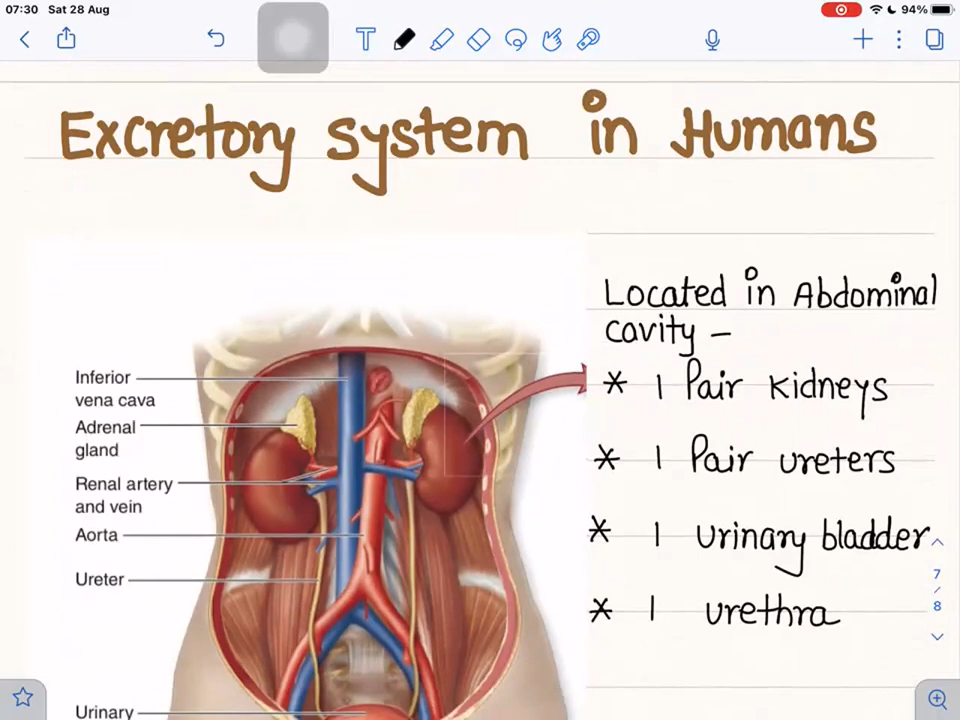 07:30 Sat 28 Aug
94%
T
Excretory system in Humans
Located in Abdominal
cavity -
* 1 Pair kidneys
* 1 Pair ureters
* 1 urinary bladder
* 1 urethra
Inferior
vena cava
Adrenal
gland
Renal artery
and vein
Aorta
Ureter
Urinary
7
/
8